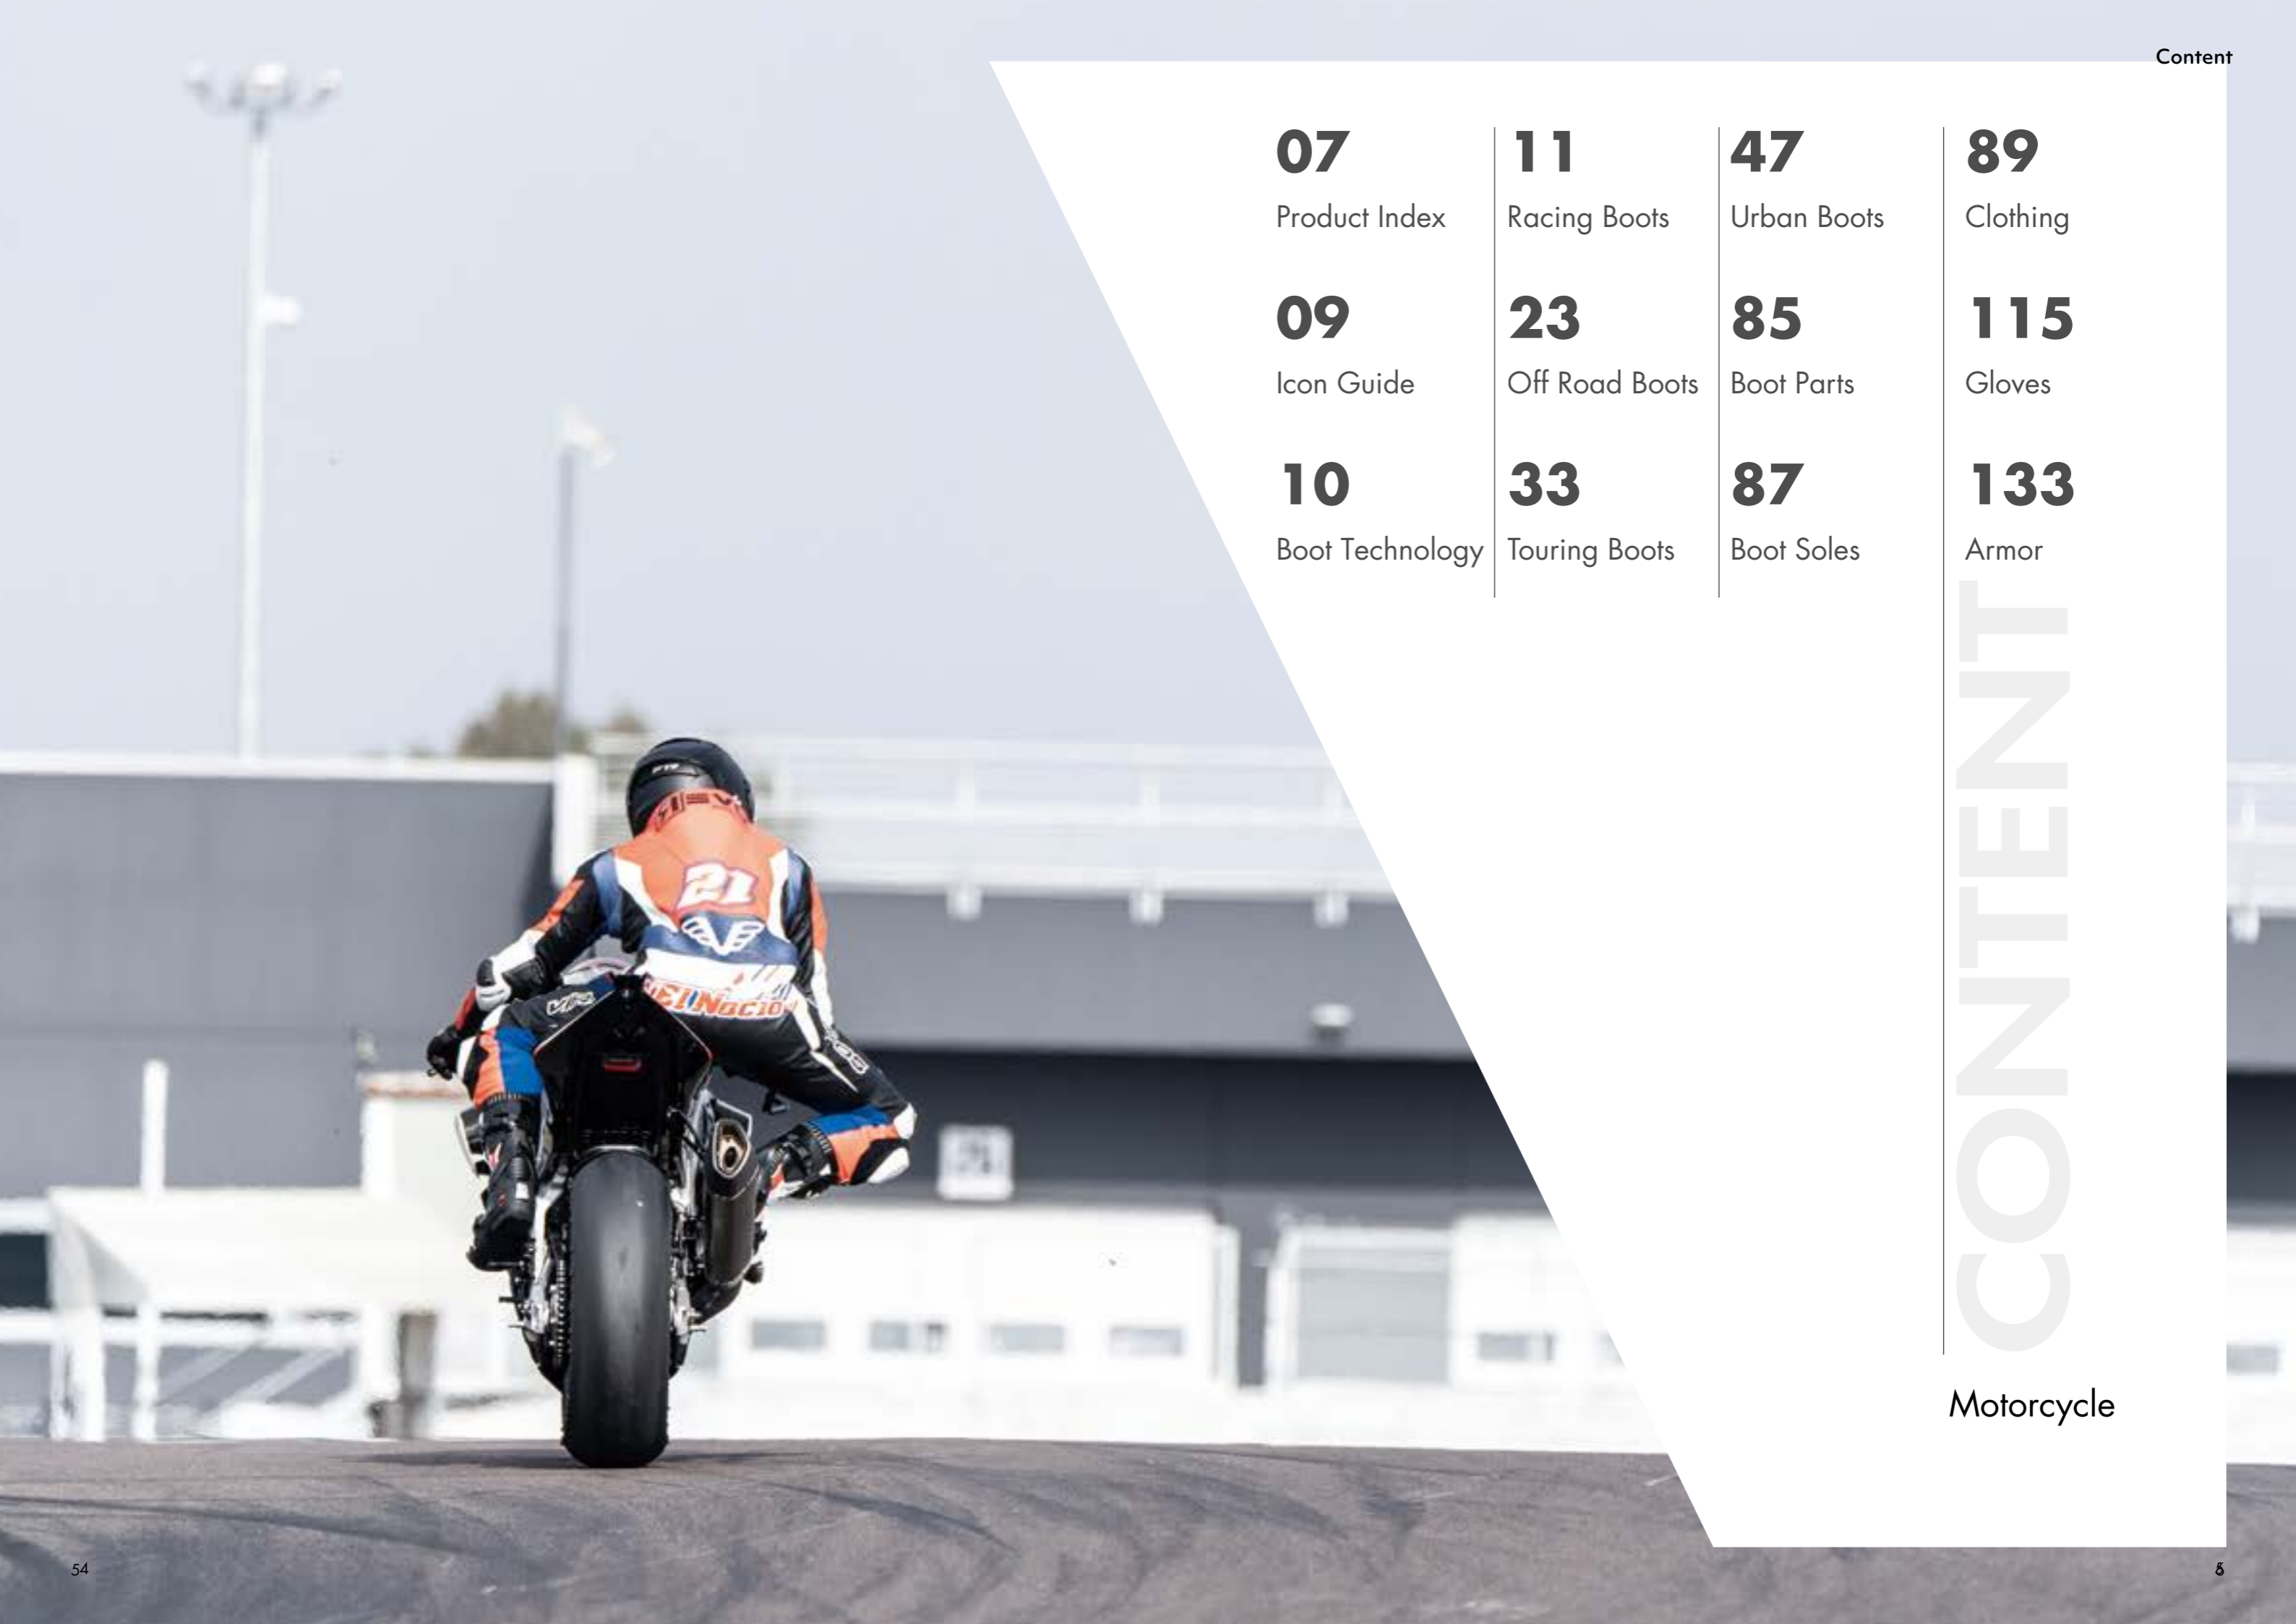 Content
07
Product Index
09
Icon Guide
10
Boot Technology
11
Racing Boots
23
Off Road Boots
33
Touring Boots
47
Urban Boots
85
Boot Parts
87
Boot Soles
89
Clothing
115
Gloves
133
Armor
CONTENT
Motorcycle
21
54